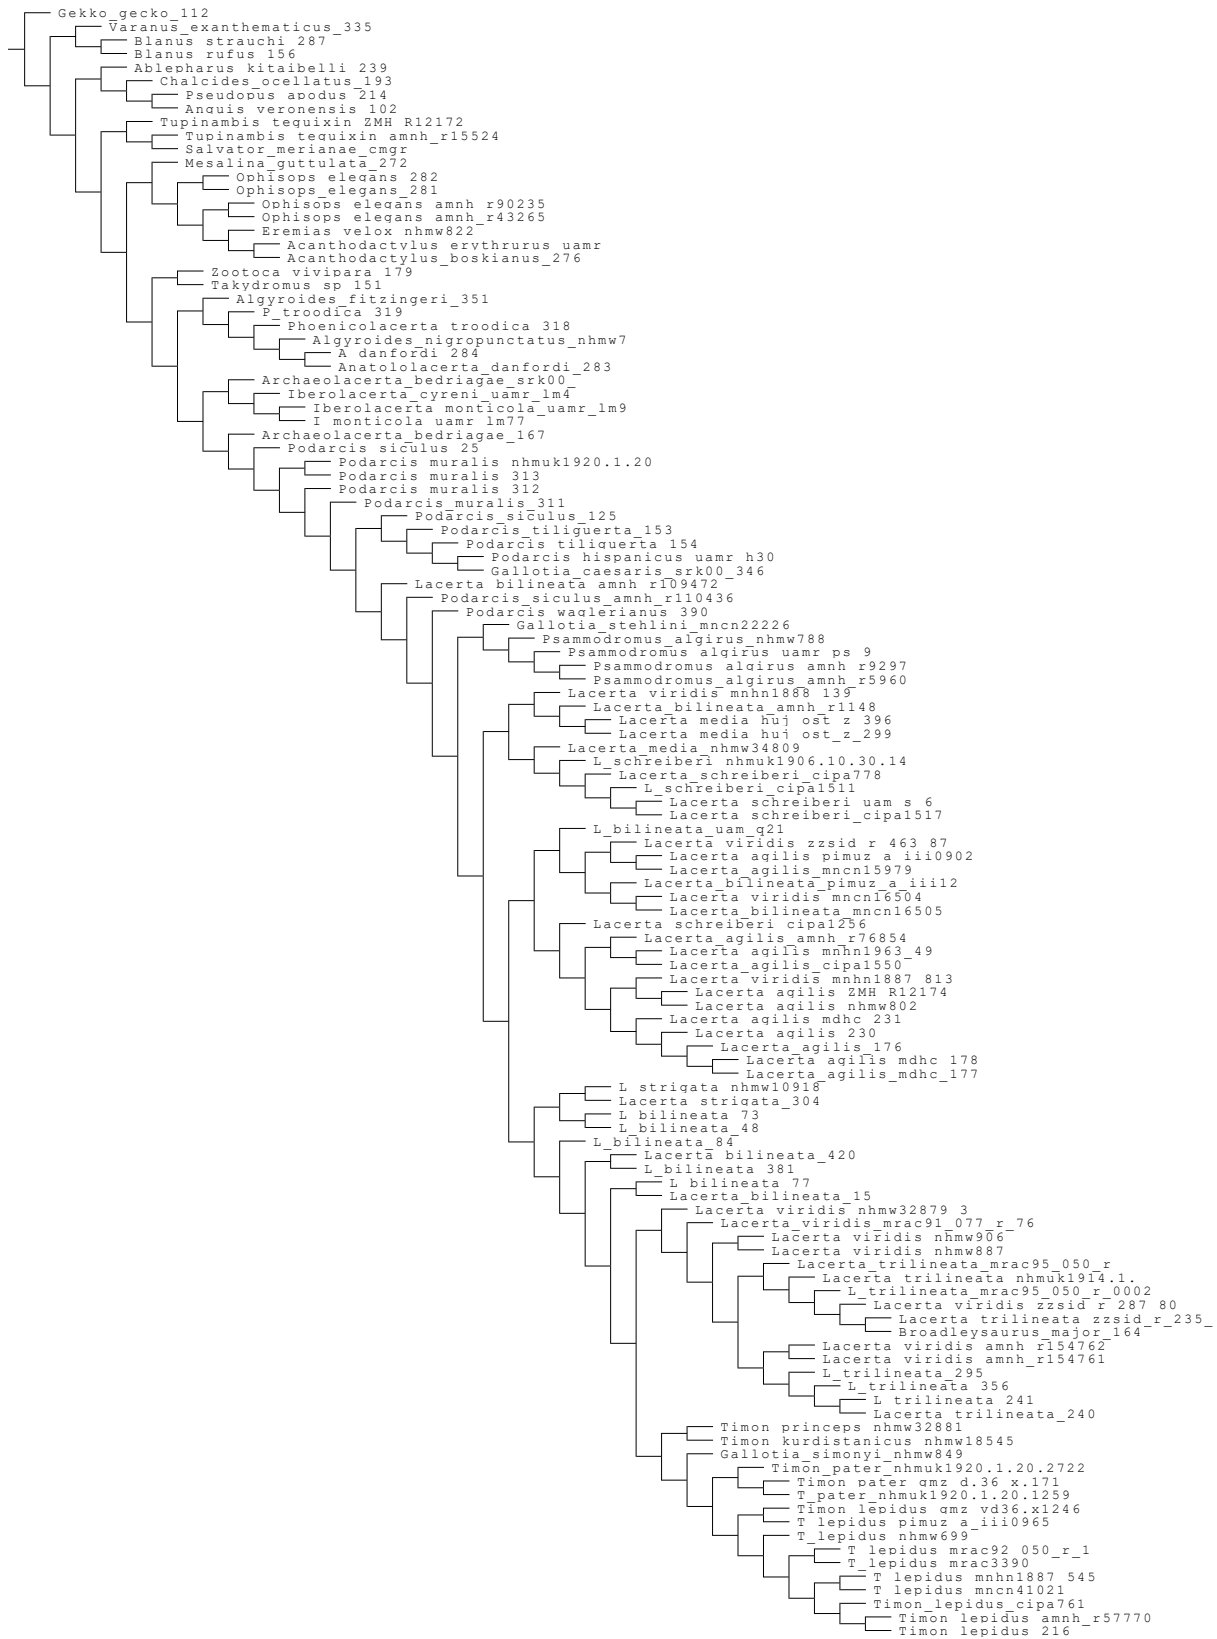 Gekko_gecko_112
Varanus_exanthematicus_335
Blanus_strauchi_287
Blanus_rufus_156
Ablepharus_kitaibelli_239
Chalcides_ocellatus_193
Pseudopus_apodus_214
Anguis_veronensis_102
Tupinambis_teguixin_ZMH_R12172
Tupinambis_teguixin_amnh_r15524
Salvator_merianae_cmgr
Mesalina_guttulata_272
Ophisops_elegans_282
Ophisops_elegans_281
Ophisops_elegans_amnh_r90235
Ophisops_elegans_amnh_r43265
Eremias_velox_nhmw822
Acanthodactylus_erythrurus_uamr
Acanthodactylus_boskianus_276
Zootoca_vivipara_179
Takydromus_sp_151
Algyroides_fitzingeri_351
P_troodica_319
Phoenicolacerta_troodica_318
Algyroides_nigropunctatus_nhmw7
A_danfordi_284
Anatololacerta_danfordi_283
Archaeolacerta_bedriagae_srk00_
Iberolacerta_cyreni_uamr_lm4
Iberolacerta_monticola_uamr_lm9
I_monticola_uamr_lm77
Archaeolacerta_bedriagae_167
Podarcis_siculus_25
Podarcis_muralis_nhmuk1920.1.20
Podarcis_muralis_313
Podarcis_muralis_312
Podarcis_muralis_311
Podarcis_siculus_125
Podarcis_tiliguerta_153
Podarcis_tiliguerta_154
Podarcis_hispanicus_uamr_h30
Gallotia_caesaris_srk00_346
Lacerta_bilineata_amnh_r109472
Podarcis_siculus_amnh_r110436
Podarcis_waglerianus_390
Gallotia_stehlini_mncn22226
Psammodromus_algirus_nhmw788
Psammodromus_algirus_uamr_ps_9
Psammodromus_algirus_amnh_r9297
Psammodromus_algirus_amnh_r5960
Lacerta_viridis_mnhn1888_139
Lacerta_bilineata_amnh_r1148
Lacerta_media_huj_ost_z_396
Lacerta_media_huj_ost_z_299
Lacerta_media_nhmw34809
L_schreiberi_nhmuk1906.10.30.14
Lacerta_schreiberi_cipa778
L_schreiberi_cipa1511
Lacerta_schreiberi_uam_s_6
Lacerta_schreiberi_cipa1517
L_bilineata_uam_q21
Lacerta_viridis_zzsid_r_463_87
Lacerta_agilis_pimuz_a_iii0902
Lacerta_agilis_mncn15979
Lacerta_bilineata_pimuz_a_iii12
Lacerta_viridis_mncn16504
Lacerta_bilineata_mncn16505
Lacerta_schreiberi_cipa1256
Lacerta_agilis_amnh_r76854
Lacerta_agilis_mnhn1963_49
Lacerta_agilis_cipa1550
Lacerta_viridis_mnhn1887_813
Lacerta_agilis_ZMH_R12174
Lacerta_agilis_nhmw802
Lacerta_agilis_mdhc_231
Lacerta_agilis_230
Lacerta_agilis_176
Lacerta_agilis_mdhc_178
Lacerta_agilis_mdhc_177
L_strigata_nhmw10918
Lacerta_strigata_304
L_bilineata_73
L_bilineata_48
L_bilineata_84
Lacerta_bilineata_420
L_bilineata_381
L_bilineata_77
Lacerta_bilineata_15
Lacerta_viridis_nhmw32879_3
Lacerta_viridis_mrac91_077_r_76
Lacerta_viridis_nhmw906
Lacerta_viridis_nhmw887
Lacerta_trilineata_mrac95_050_r
Lacerta_trilineata_nhmuk1914.1.
L_trilineata_mrac95_050_r_0002
Lacerta_viridis_zzsid_r_287_80
Lacerta_trilineata_zzsid_r_235_
Broadleysaurus_major_164
Lacerta_viridis_amnh_r154762
Lacerta_viridis_amnh_r154761
L_trilineata_295
L_trilineata_356
L_trilineata_241
Lacerta_trilineata_240
Timon_princeps_nhmw32881
Timon_kurdistanicus_nhmw18545
Gallotia_simonyi_nhmw849
Timon_pater_nhmuk1920.1.20.2722
Timon_pater_gmz_d.36_x.171
T_pater_nhmuk1920.1.20.1259
Timon_lepidus_gmz_vd36.x1246
T_lepidus_pimuz_a_iii0965
T_lepidus_nhmw699
T_lepidus_mrac92_050_r_1
T_lepidus_mrac3390
T_lepidus_mnhn1887_545
T_lepidus_mncn41021
Timon_lepidus_cipa761
Timon_lepidus_amnh_r57770
Timon_lepidus_216